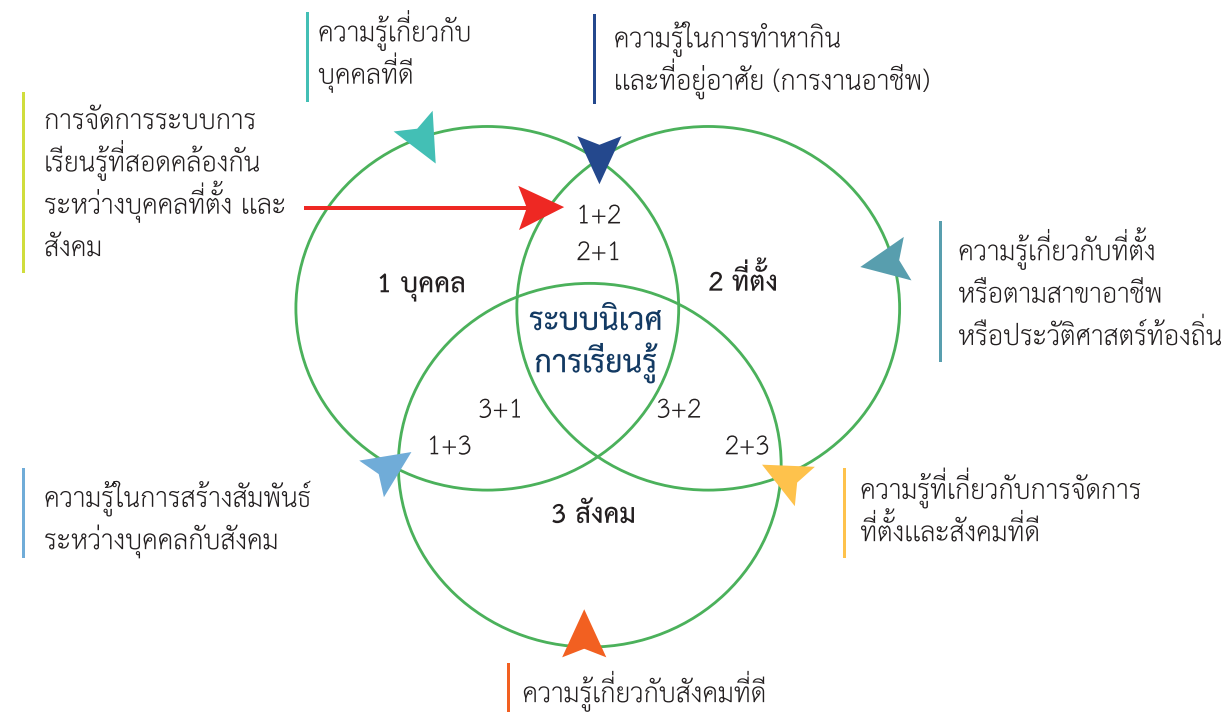 ความรู้เกี่ยวกับ
บุคคลที่ดี
ความรู้ในการทำหากิน
และที่อยู่อาศัย (การงานอาชีพ)
การจัดการระบบการ
เรียนรู้ที่สอดคล้องกัน
ระหว่างบุคคลที่ตั้ง และ
สังคม
1+2
2+1
1 บุคคล
2 ที่ตั้ง
ความรู้เกี่ยวกับที่ตั้ง
หรือตามสาขาอาชีพ
หรือประวัติศาสตร์ท้องถิ่น
ระบบนิเวศ
การเรียนรู้
3+1
1+3
3+2
2+3
ความรู้ในการสร้างสัมพันธ์
ระหว่างบุคคลกับสังคม
3 สังคม
ความรู้ที่เกี่ยวกับการจัดการ
ที่ตั้งและสังคมที่ดี
ความรู้เกี่ยวกับสังคมที่ดี